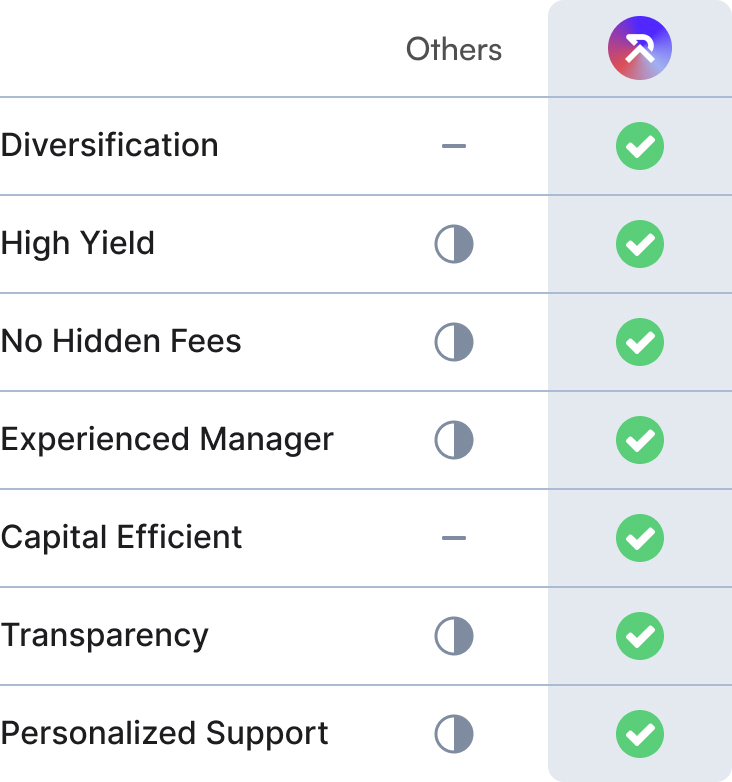 Others
Diversification
High Yield
No Hidden Fees
Experienced Manager
Capital Efficient
Transparency
Personalized Support